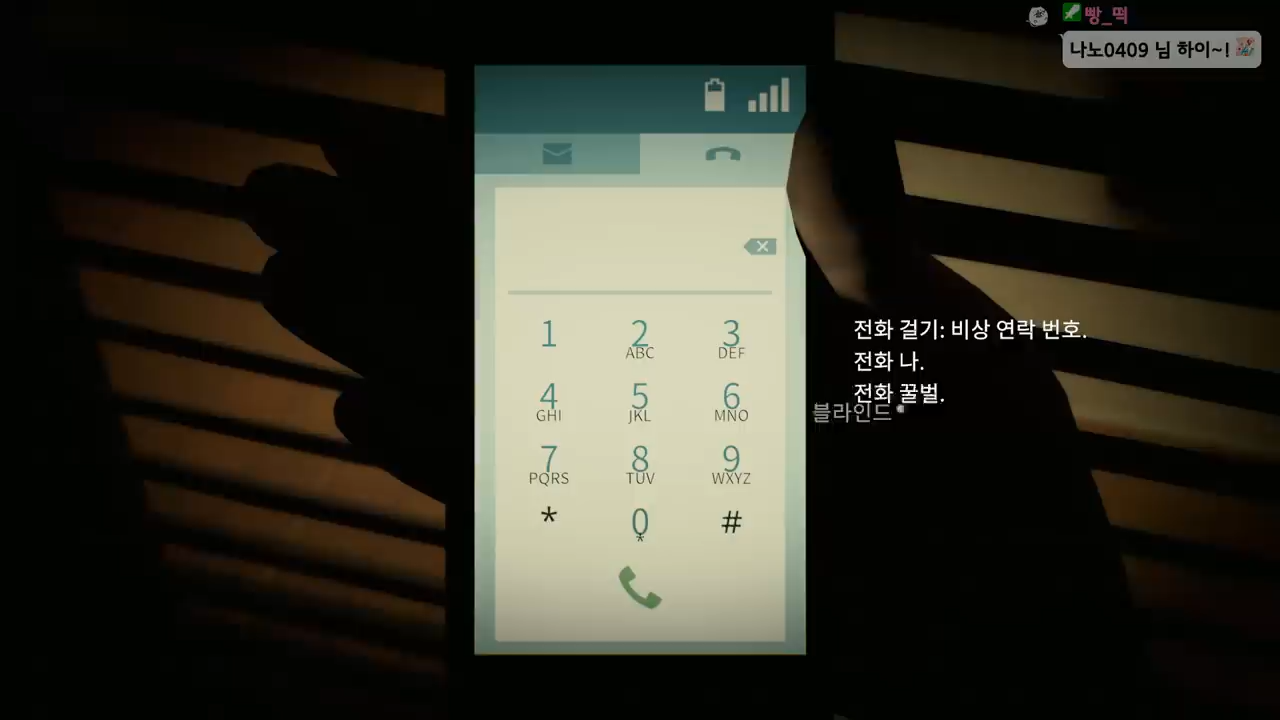 빵_떡
나노0409 님 하이~!
1
2
ABC
3
DEF
4
GHI
5
JKL
6
MNO
7
PQRS
8
TUV
9
WXYZ
*
0
*
#
전화 걸기: 비상 연락 번호.
전화 나.
전화 꿀벌.
블라인드